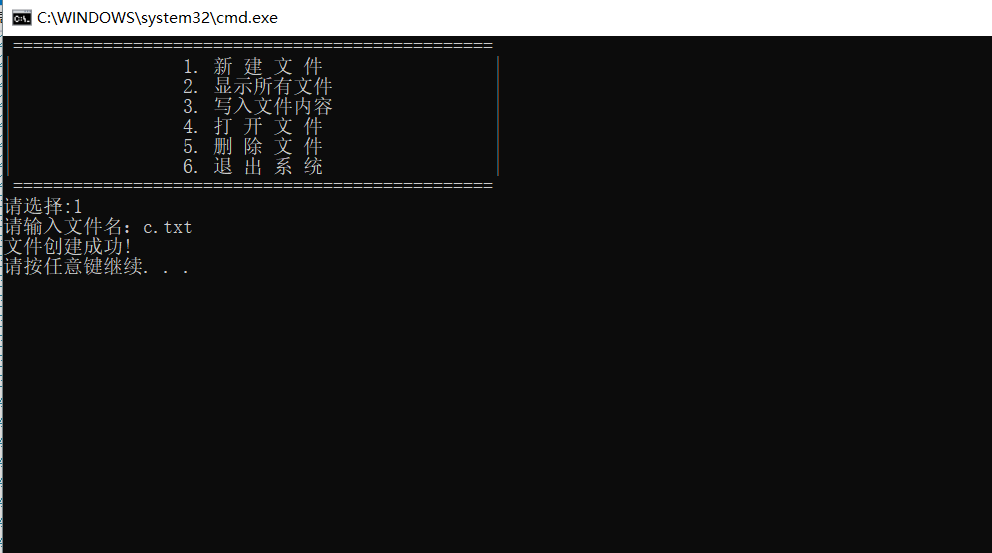 C:\WINDOWS\system32\cmd.exe
================================================
1. 新 建 文 件
2. 显示所有文件
3. 写入文件内容
4. 打 开 文 件
5. 删 除 文 件
6. 退 出 系 统
================================================
请选择:1
请输入文件名：c.txt
文件创建成功!
请按任意键继续. . .